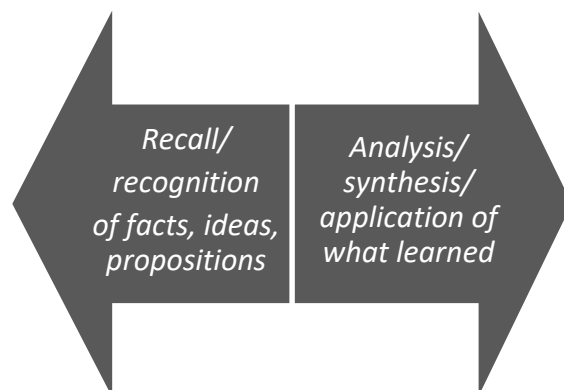 Recall/
recognition
of facts, ideas,
propositions
Analysis/
synthesis/
application of
what learned